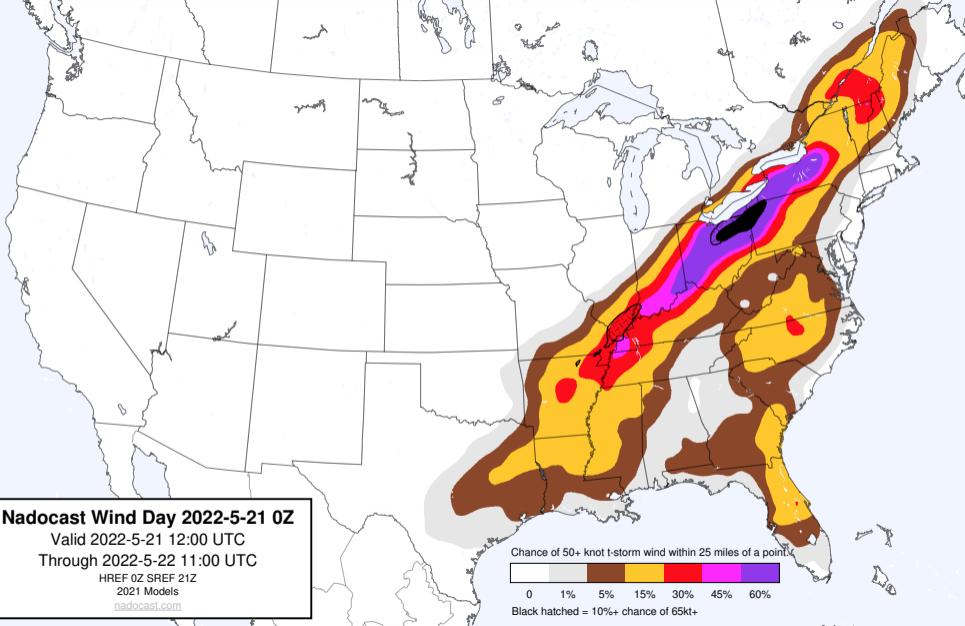 Nadocast Wind Day 2022-5-21 0Z
Valid 2022-5-21 12:00 UTC
Through 2022-5-22 11:00 UTC
HREF 0Z SREF 21Z
2021 Models
nadocast.com
Chance of 50+ knot t-storm wind within 25 miles of a point.
0 1% 5% 15% 30% 45% 60%
Black hatched = 10%+ chance of 65kt+